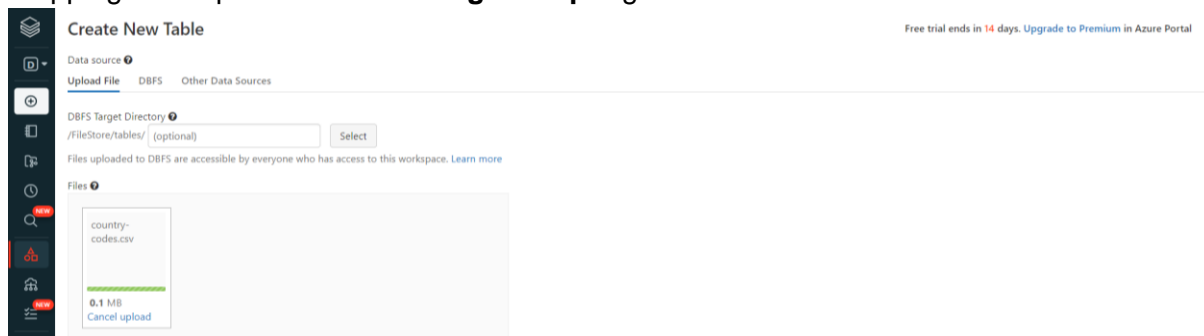 Create New Table
Free trial ends in 14 days. Upgrade to Premium in Azure Portal
D
Data source
Upload File DBFS Other Data Sources
DBFS Target Directory
/FileStore/tables/ (optional) Select
Files uploaded to DBFS are accessible by everyone who has access to this workspace. Learn more
Files
NEW
country-
codes.csv
0.1 MB
NEW
Cancel upload